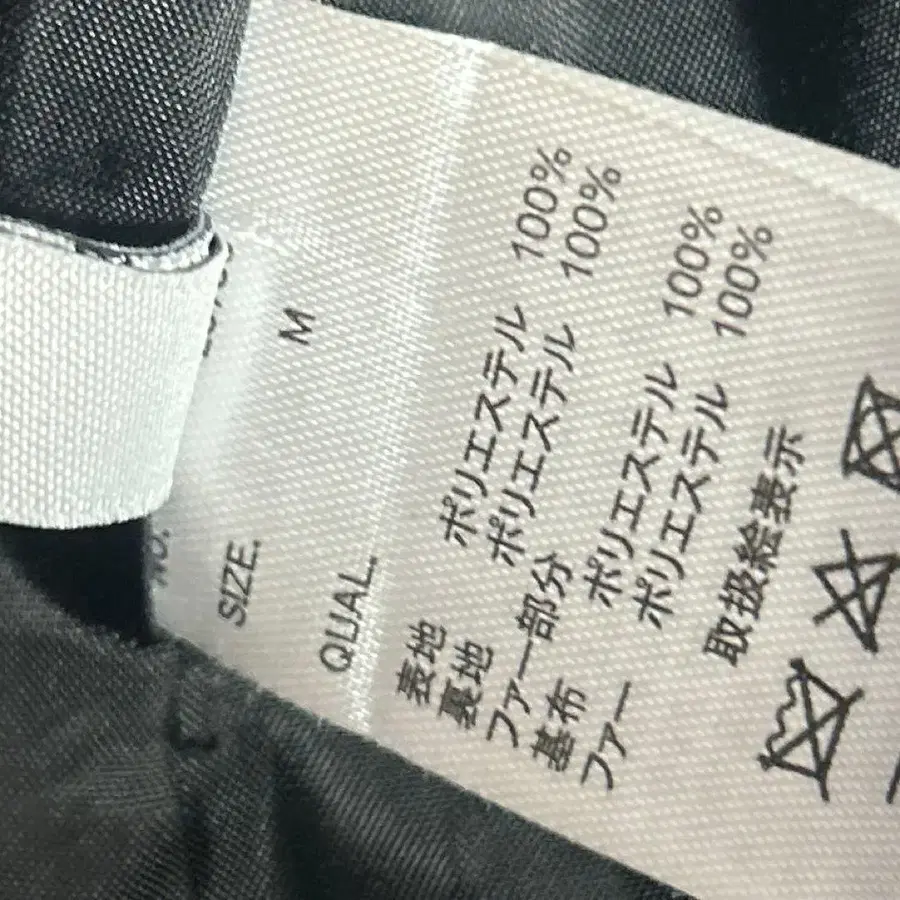 SIZE. M
QUAL.
表地 ポリエステル 100%
裏地 ポリエステル 100%
ファー部分
基布 ポリエステル 100%
ファー ポリエステル 100%
取扱絵表示